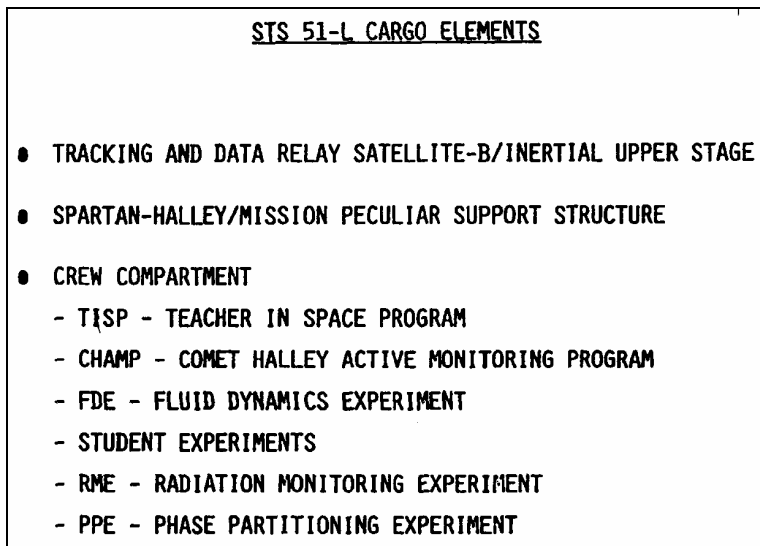 STS 51-L CARGO ELEMENTS
● TRACKING AND DATA RELAY SATELLITE-B/INERTIAL UPPER STAGE
● SPARTAN-HALLEY/MISSION PECULIAR SUPPORT STRUCTURE
● CREW COMPARTMENT
- TISP - TEACHER IN SPACE PROGRAM
- CHAMP - COMET HALLEY ACTIVE MONITORING PROGRAM
- FDE - FLUID DYNAMICS EXPERIMENT
- STUDENT EXPERIMENTS
- RME - RADIATION MONITORING EXPERIMENT
- PPE - PHASE PARTITIONING EXPERIMENT